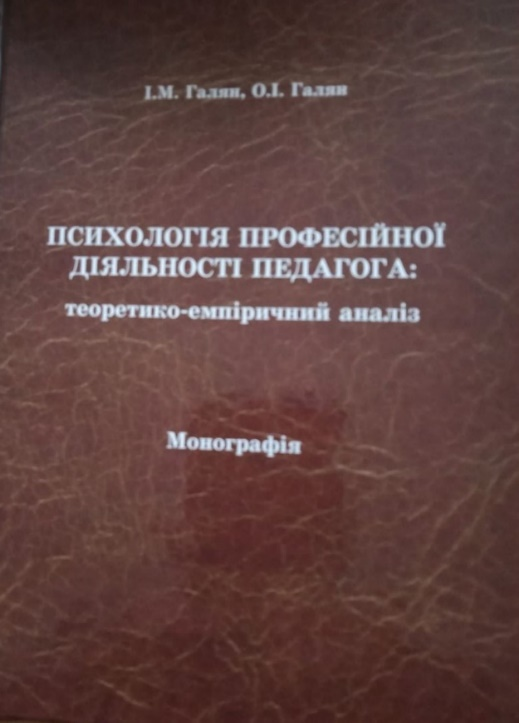 І.М. Галян, О.І. Галян
ПСИХОЛОГІЯ ПРОФЕСІЙНОЇ
ДІЯЛЬНОСТІ ПЕДАГОГА:
теоретико-емпіричний аналіз
Монографія